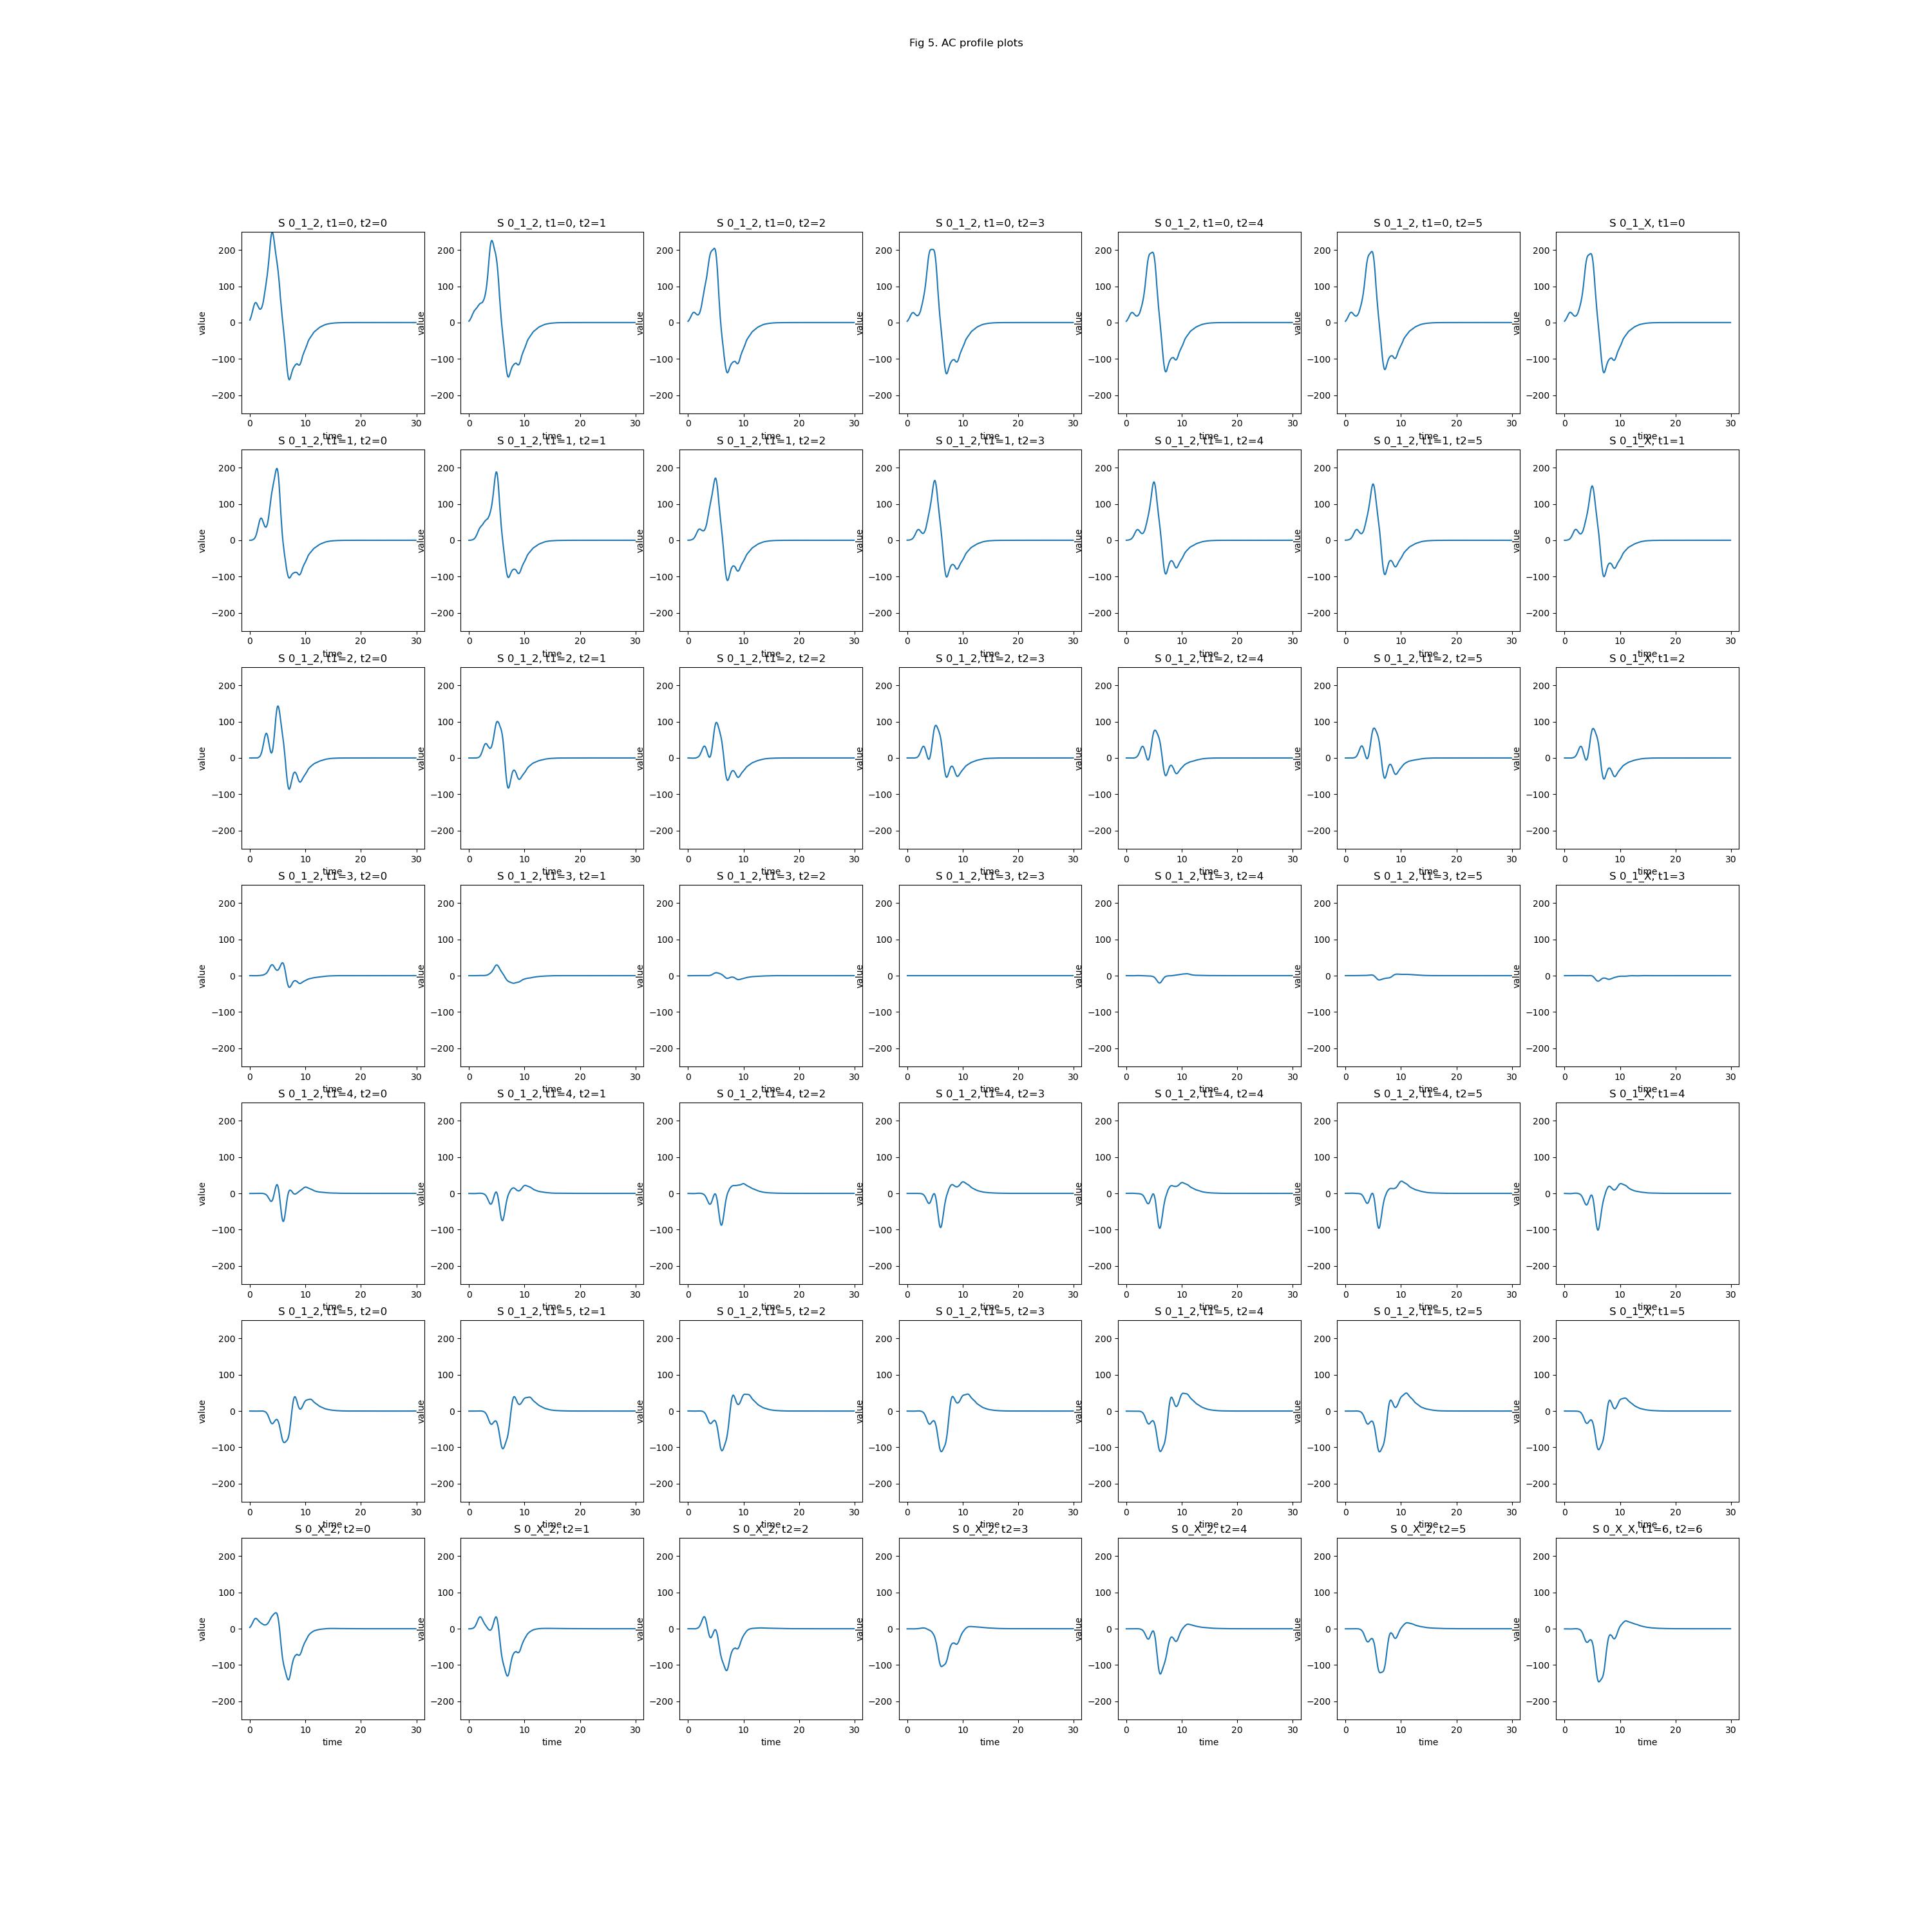 Fig 5. AC profile plots
S 0_1_2, t1=0, t2=0
S 0_1_2, t1=0, t2=1
S 0_1_2, t1=0, t2=2
S 0_1_2, t1=0, t2=3
S 0_1_2, t1=0, t2=4
S 0_1_2, t1=0, t2=5
S 0_1_X, t1=0
200 200 200 200 200 200 200
100 100 100 100 100 100 100
value 0 value 0 value 0 value 0 value 0 value 0 value 0
−100 −100 −100 −100 −100 −100 −100
−200 −200 −200 −200 −200 −200 −200
0 10 20 30 0 10 20 30 0 10 20 30 0 10 20 30 0 10 20 30 0 10 20 30 0 10 20 30
time time time time time time time
S 0_1_2, t1=1, t2=0
S 0_1_2, t1=1, t2=1
S 0_1_2, t1=1, t2=2
S 0_1_2, t1=1, t2=3
S 0_1_2, t1=1, t2=4
S 0_1_2, t1=1, t2=5
S 0_1_X, t1=1
200 200 200 200 200 200 200
100 100 100 100 100 100 100
value 0 value 0 value 0 value 0 value 0 value 0 value 0
−100 −100 −100 −100 −100 −100 −100
−200 −200 −200 −200 −200 −200 −200
0 10 20 30 0 10 20 30 0 10 20 30 0 10 20 30 0 10 20 30 0 10 20 30 0 10 20 30
time time time time time time time
S 0_1_2, t1=2, t2=0
S 0_1_2, t1=2, t2=1
S 0_1_2, t1=2, t2=2
S 0_1_2, t1=2, t2=3
S 0_1_2, t1=2, t2=4
S 0_1_2, t1=2, t2=5
S 0_1_X, t1=2
200 200 200 200 200 200 200
100 100 100 100 100 100 100
value 0 value 0 value 0 value 0 value 0 value 0 value 0
−100 −100 −100 −100 −100 −100 −100
−200 −200 −200 −200 −200 −200 −200
0 10 20 30 0 10 20 30 0 10 20 30 0 10 20 30 0 10 20 30 0 10 20 30 0 10 20 30
time time time time time time time
S 0_1_2, t1=3, t2=0
S 0_1_2, t1=3, t2=1
S 0_1_2, t1=3, t2=2
S 0_1_2, t1=3, t2=3
S 0_1_2, t1=3, t2=4
S 0_1_2, t1=3, t2=5
S 0_1_X, t1=3
200 200 200 200 200 200 200
100 100 100 100 100 100 100
value 0 value 0 value 0 value 0 value 0 value 0 value 0
−100 −100 −100 −100 −100 −100 −100
−200 −200 −200 −200 −200 −200 −200
0 10 20 30 0 10 20 30 0 10 20 30 0 10 20 30 0 10 20 30 0 10 20 30 0 10 20 30
time time time time time time time
S 0_1_2, t1=4, t2=0
S 0_1_2, t1=4, t2=1
S 0_1_2, t1=4, t2=2
S 0_1_2, t1=4, t2=3
S 0_1_2, t1=4, t2=4
S 0_1_2, t1=4, t2=5
S 0_1_X, t1=4
200 200 200 200 200 200 200
100 100 100 100 100 100 100
value 0 value 0 value 0 value 0 value 0 value 0 value 0
−100 −100 −100 −100 −100 −100 −100
−200 −200 −200 −200 −200 −200 −200
0 10 20 30 0 10 20 30 0 10 20 30 0 10 20 30 0 10 20 30 0 10 20 30 0 10 20 30
time time time time time time time
S 0_1_2, t1=5, t2=0
S 0_1_2, t1=5, t2=1
S 0_1_2, t1=5, t2=2
S 0_1_2, t1=5, t2=3
S 0_1_2, t1=5, t2=4
S 0_1_2, t1=5, t2=5
S 0_1_X, t1=5
200 200 200 200 200 200 200
100 100 100 100 100 100 100
value 0 value 0 value 0 value 0 value 0 value 0 value 0
−100 −100 −100 −100 −100 −100 −100
−200 −200 −200 −200 −200 −200 −200
0 10 20 30 0 10 20 30 0 10 20 30 0 10 20 30 0 10 20 30 0 10 20 30 0 10 20 30
time time time time time time time
S 0_X_2, t2=0
S 0_X_2, t2=1
S 0_X_2, t2=2
S 0_X_2, t2=3
S 0_X_2, t2=4
S 0_X_2, t2=5
S 0_X_X, t1=6, t2=6
200 200 200 200 200 200 200
100 100 100 100 100 100 100
value 0 value 0 value 0 value 0 value 0 value 0 value 0
−100 −100 −100 −100 −100 −100 −100
−200 −200 −200 −200 −200 −200 −200
0 10 20 30 0 10 20 30 0 10 20 30 0 10 20 30 0 10 20 30 0 10 20 30 0 10 20 30
time time time time time time time